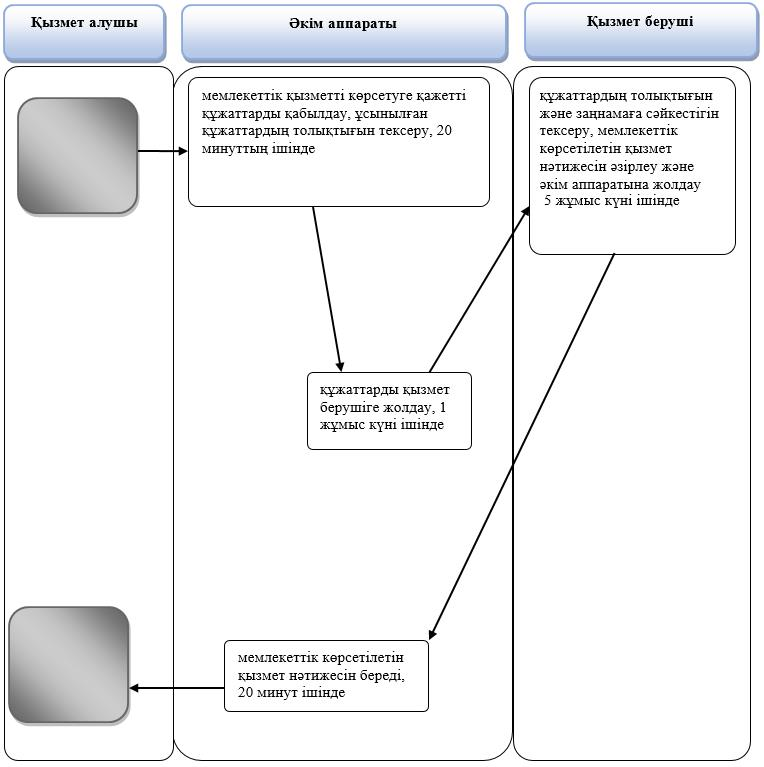 Қызмет алушы
Әкім аппараты
Қызмет беруші
мемлекеттік қызметті көрсетуге қажетті
құжаттарды қабылдау, ұсынылған
құжаттардың толықтығын тексеру, 20
минуттың ішінде
құжаттардың толықтығын
және заңнамаға сәйкестігін
тексеру, мемлекеттік
көрсетілетін қызмет
нәтижесін әзірлеу және
әкім аппаратына жолдау
5 жұмыс күні ішінде
құжаттарды қызмет
берушіге жолдау, 1
жұмыс күні ішінде
мемлекеттік көрсетілетін
қызмет нәтижесін береді,
20 минут ішінде